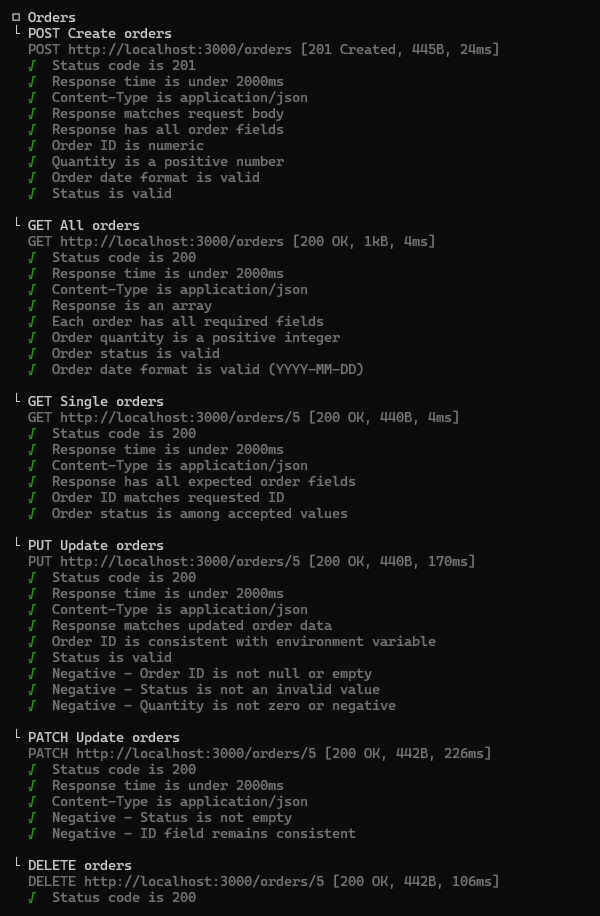 □ Orders
└ POST Create orders
POST http://localhost:3000/orders [201 Created, 445B, 24ms]
√ Status code is 201
√ Response time is under 2000ms
√ Content-Type is application/json
√ Response matches request body
√ Response has all order fields
√ Order ID is numeric
√ Quantity is a positive number
√ Order date format is valid
√ Status is valid
└ GET All orders
GET http://localhost:3000/orders [200 OK, 1kB, 4ms]
√ Status code is 200
√ Response time is under 2000ms
√ Content-Type is application/json
√ Response is an array
√ Each order has all required fields
√ Order quantity is a positive integer
√ Order status is valid
√ Order date format is valid (YYYY-MM-DD)
└ GET Single orders
GET http://localhost:3000/orders/5 [200 OK, 440B, 4ms]
√ Status code is 200
√ Response time is under 2000ms
√ Content-Type is application/json
√ Response has all expected order fields
√ Order ID matches requested ID
√ Order status is among accepted values
└ PUT Update orders
PUT http://localhost:3000/orders/5 [200 OK, 440B, 170ms]
√ Status code is 200
√ Response time is under 2000ms
√ Content-Type is application/json
√ Response matches updated order data
√ Order ID is consistent with environment variable
√ Status is valid
√ Negative - Order ID is not null or empty
√ Negative - Status is not an invalid value
√ Negative - Quantity is not zero or negative
└ PATCH Update orders
PATCH http://localhost:3000/orders/5 [200 OK, 442B, 226ms]
√ Status code is 200
√ Response time is under 2000ms
√ Content-Type is application/json
√ Negative - Status is not empty
√ Negative - ID field remains consistent
└ DELETE orders
DELETE http://localhost:3000/orders/5 [200 OK, 442B, 106ms]
√ Status code is 200